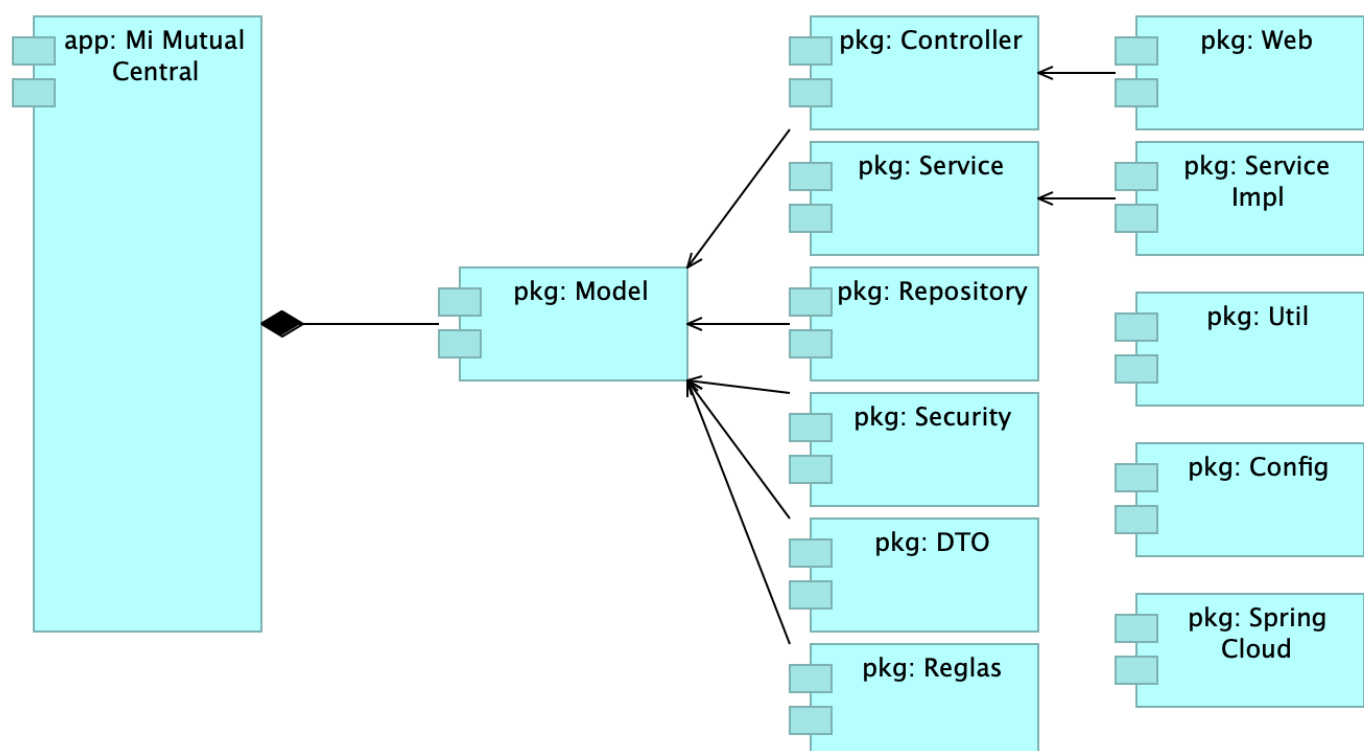 app: Mi Mutual
Central
pkg: Model
pkg: Controller
pkg: Service
pkg: Repository
pkg: Security
pkg: DTO
pkg: Reglas
pkg: Web
pkg: Service
Impl
pkg: Util
pkg: Config
pkg: Spring
Cloud